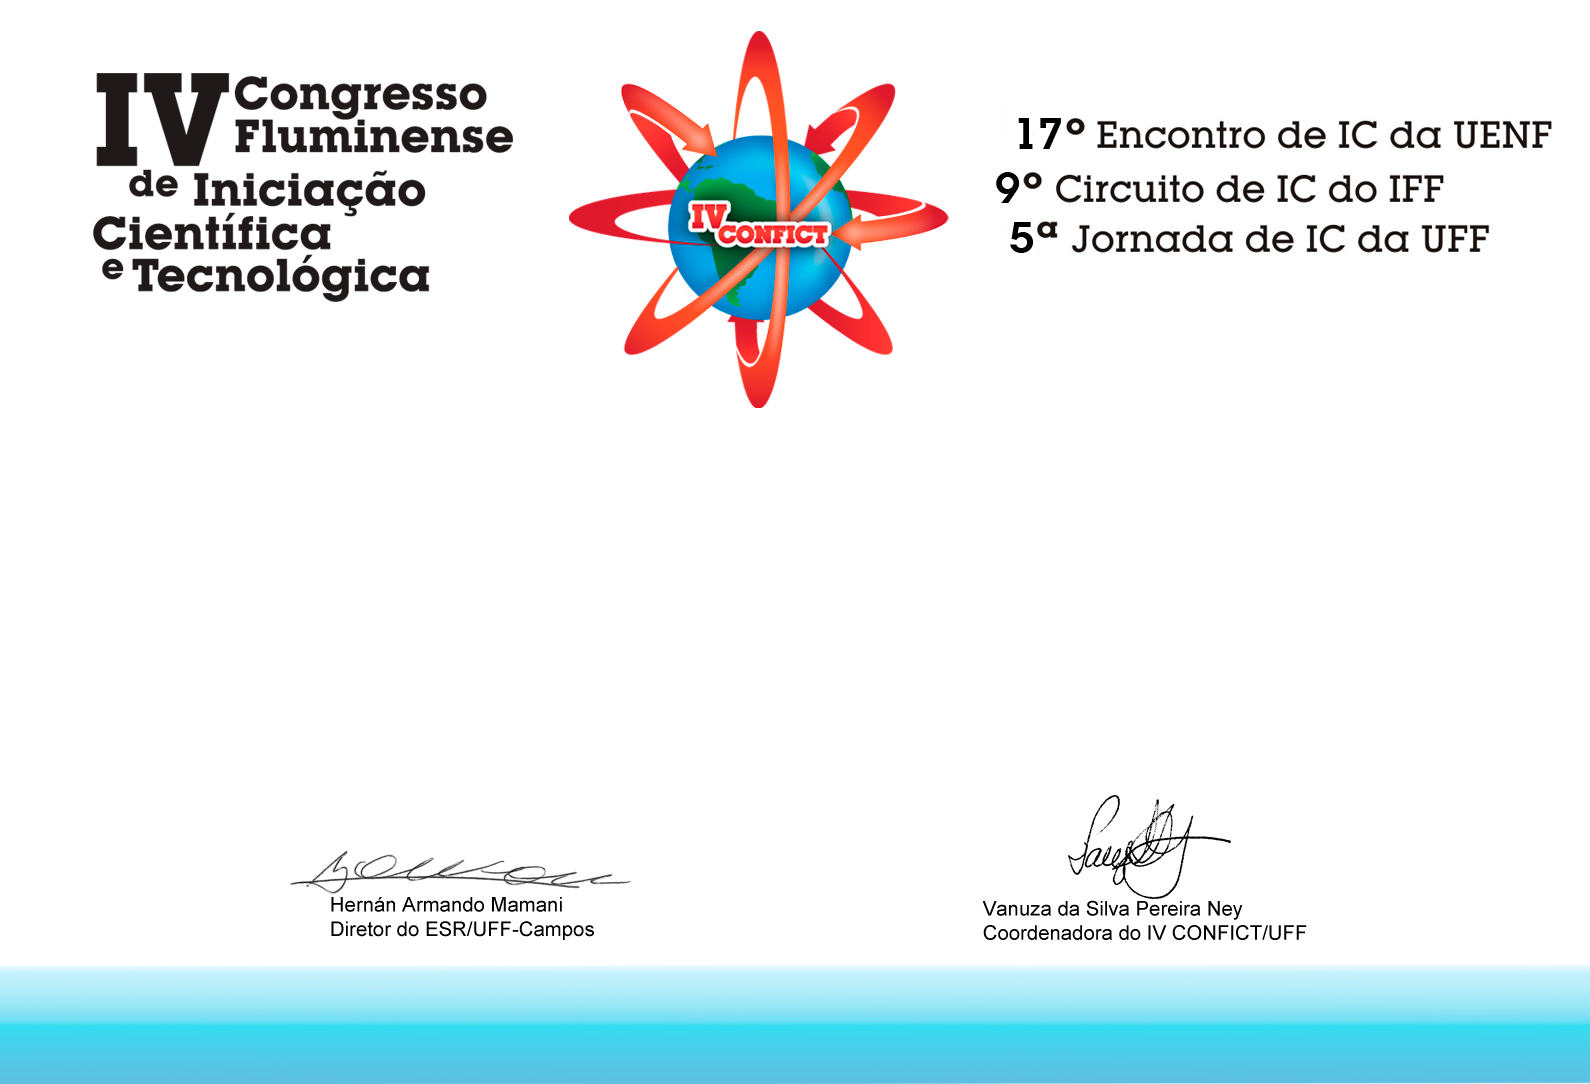 IV Congresso
Fluminense
de Iniciação
Científica
e Tecnológica
IV
CONFICT
17º Encontro de IC da UENF
9º Circuito de IC do IFF
5ª Jornada de IC da UFF
Hernán Armando Mamani
Diretor do ESR/UFF-Campos
Vanuza da Silva Pereira Ney
Coordenadora do IV CONFICT/UFF